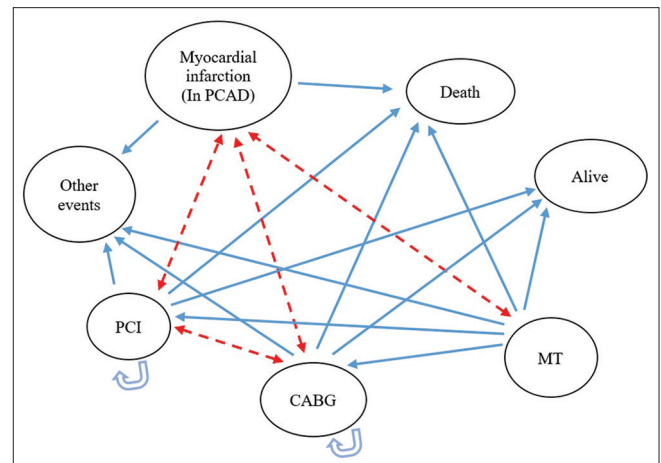 Myocardial
infarction
(In PCAD)
Death
Alive
Other
events
PCI
MT
CABG